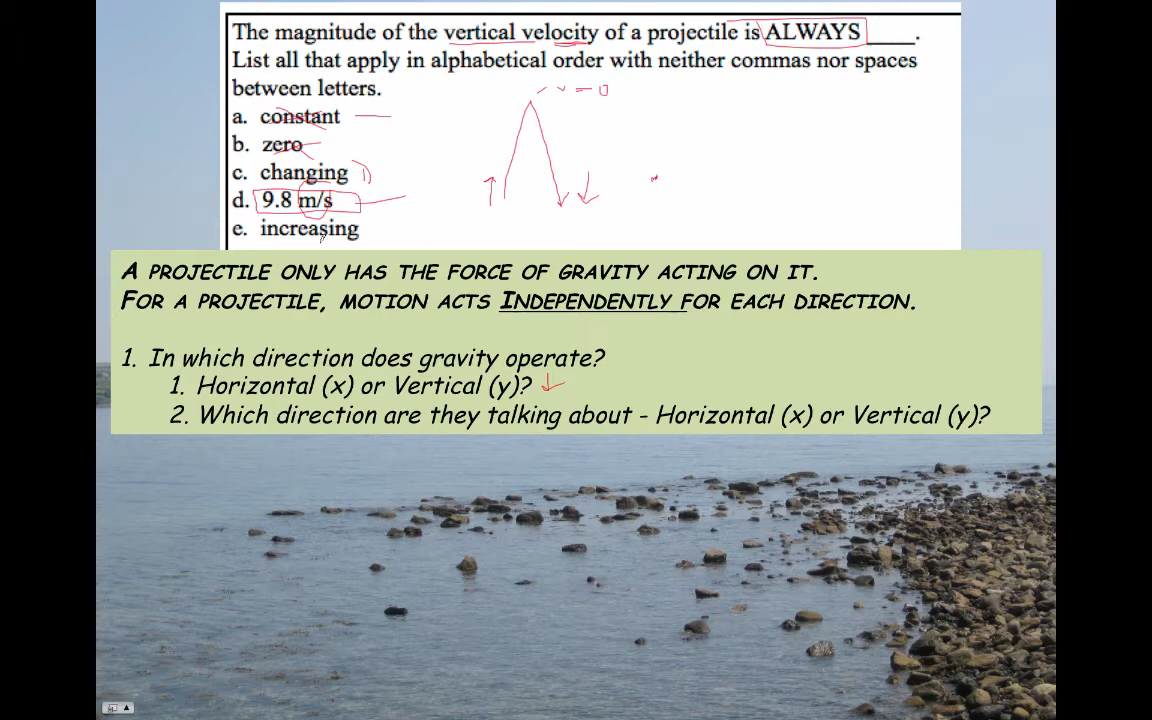 The magnitude of the vertical velocity of a projectile is ALWAYS ____.
List all that apply in alphabetical order with neither commas nor spaces
between letters.
a. constant
b. zero
c. changing
d. 9.8 m/s
e. increasing
v = 0
A PROJECTILE ONLY HAS THE FORCE OF GRAVITY ACTING ON IT.
FOR A PROJECTILE, MOTION ACTS INDEPENDENTLY FOR EACH DIRECTION.
1. In which direction does gravity operate?
1. Horizontal (x) or Vertical (y)?
2. Which direction are they talking about - Horizontal (x) or Vertical (y)?